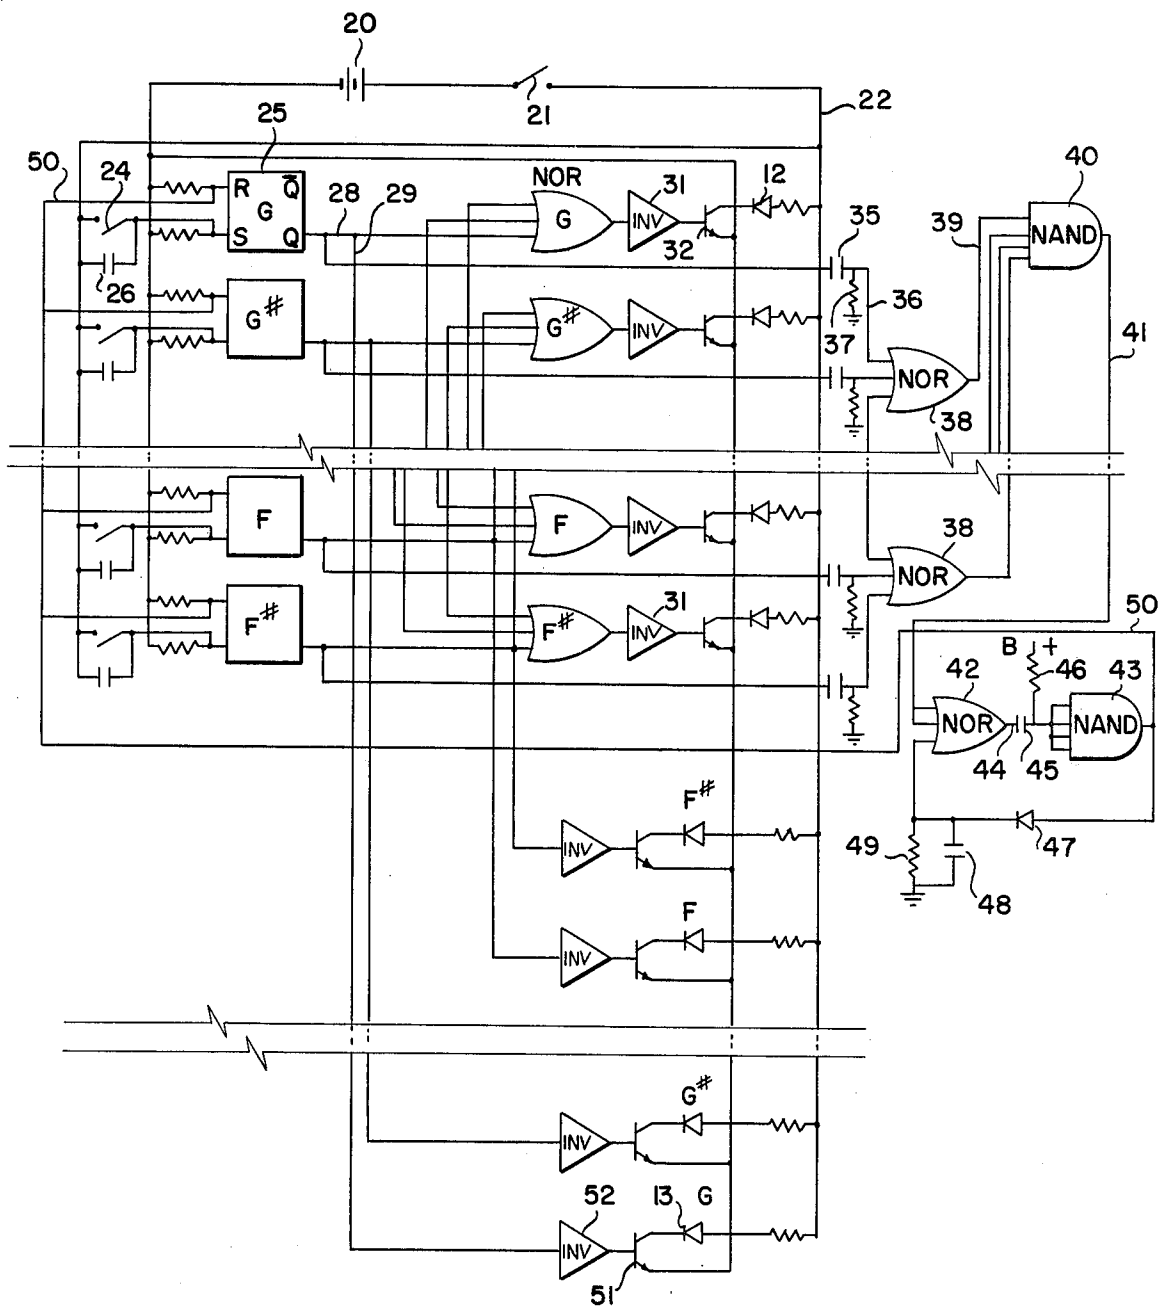 20
21
22
25
50
24
R
Q̄
G
S
Q
28
29
NOR
G
31
INV
32
12
35
39
40
NAND
26
G#
G#
INV
37
36
NOR
38
41
F
F
INV
38
NOR
F#
F#
31
INV
50
B +
46
42
NOR
43
NAND
44
45
F#
INV
49
47
48
F
INV
G#
INV
52
13
G
INV
51